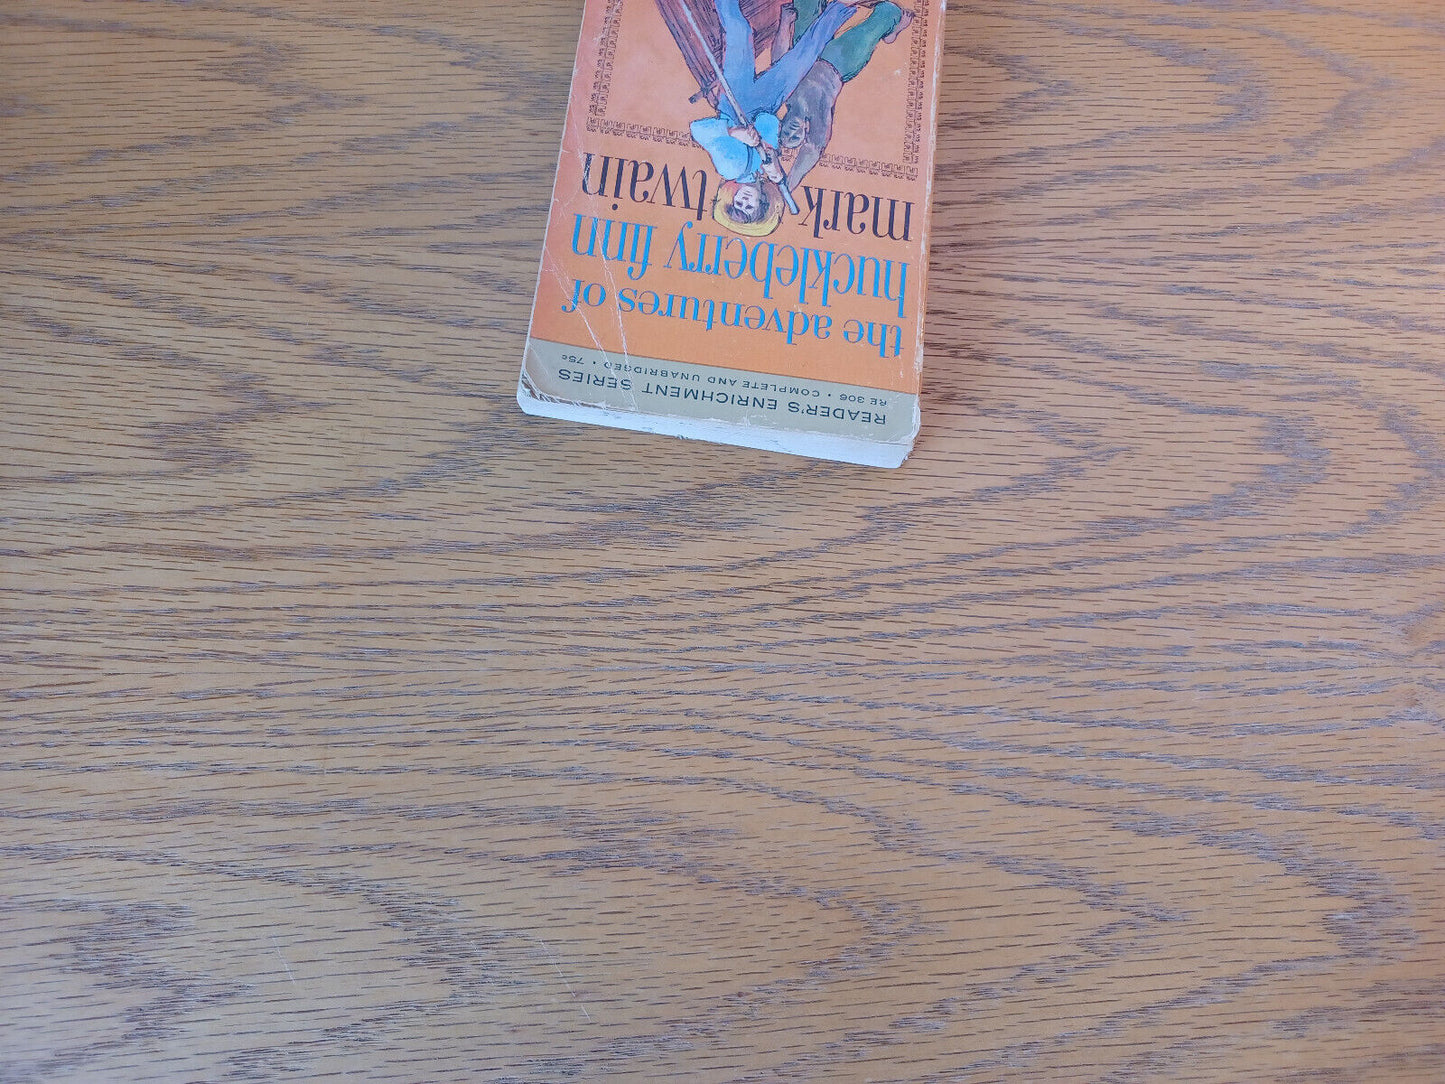 READER'S ENRICHMENT SERIES
RE 306 • COMPLETE AND UNABRIDGED • 75¢
the adventures of
huckleberry finn
mark twain